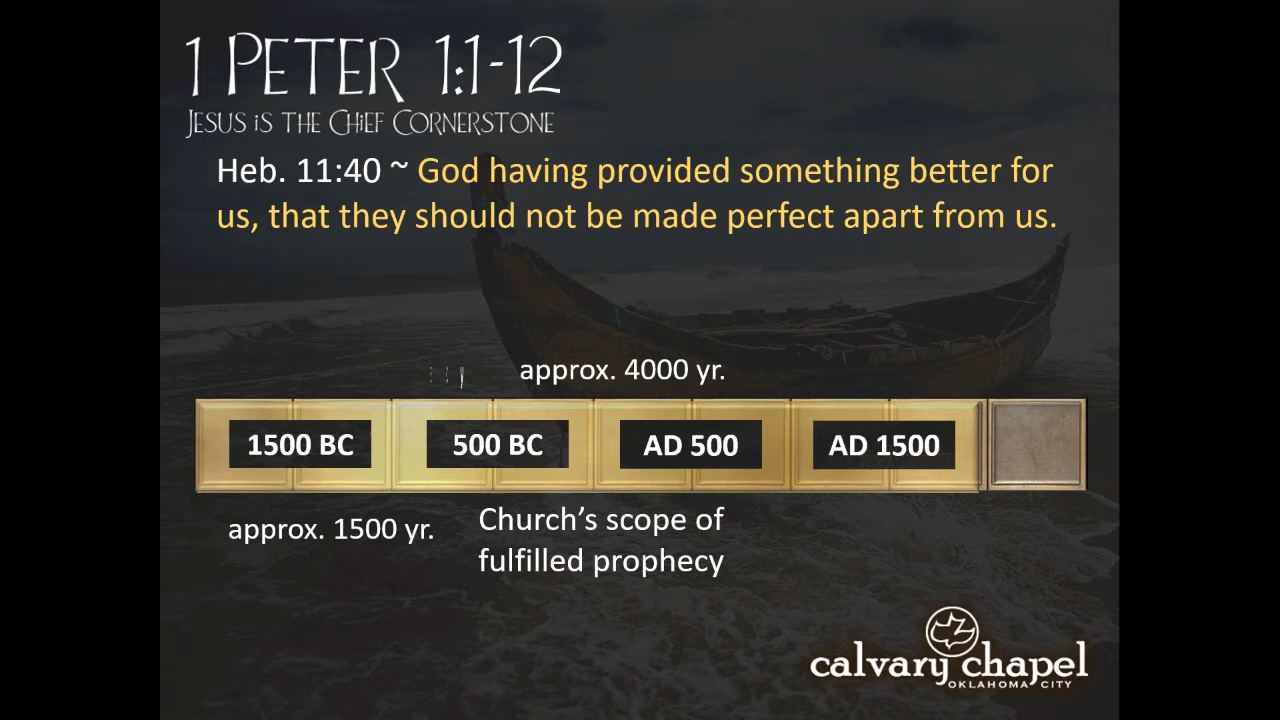 1 Peter 1:1-12
Jesus is the Chief Cornerstone
Heb. 11:40 ~ God having provided something better for
us, that they should not be made perfect apart from us.
approx. 4000 yr.
1500 BC 500 BC AD 500 AD 1500
approx. 1500 yr.
Church’s scope of
fulfilled prophecy
calvary chapel
OKLAHOMA CITY